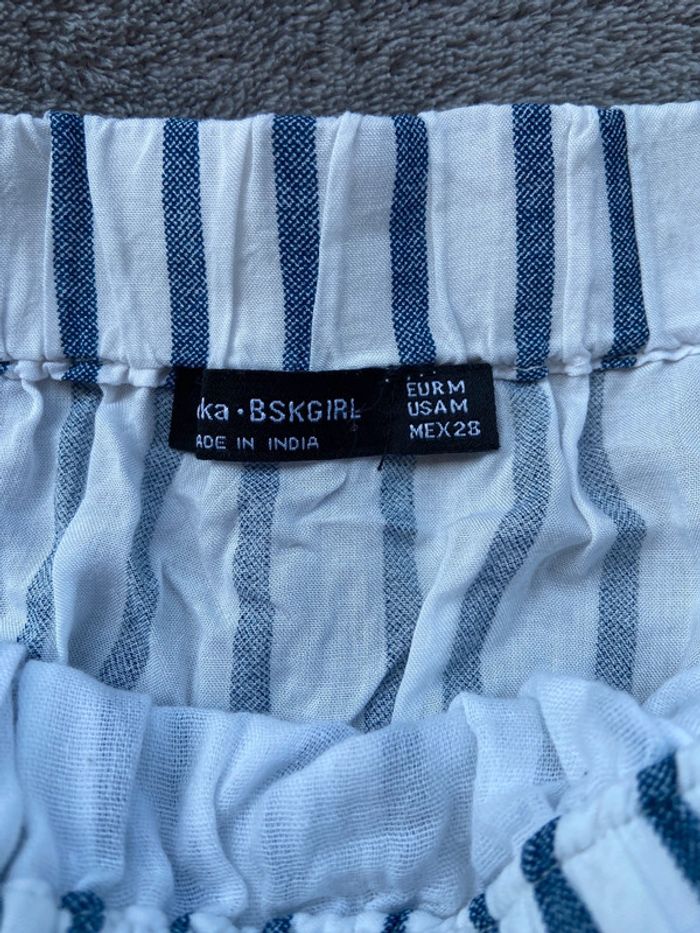 ka · BSKGIRL
ADE IN INDIA
EUR M
USA M
MEX 28